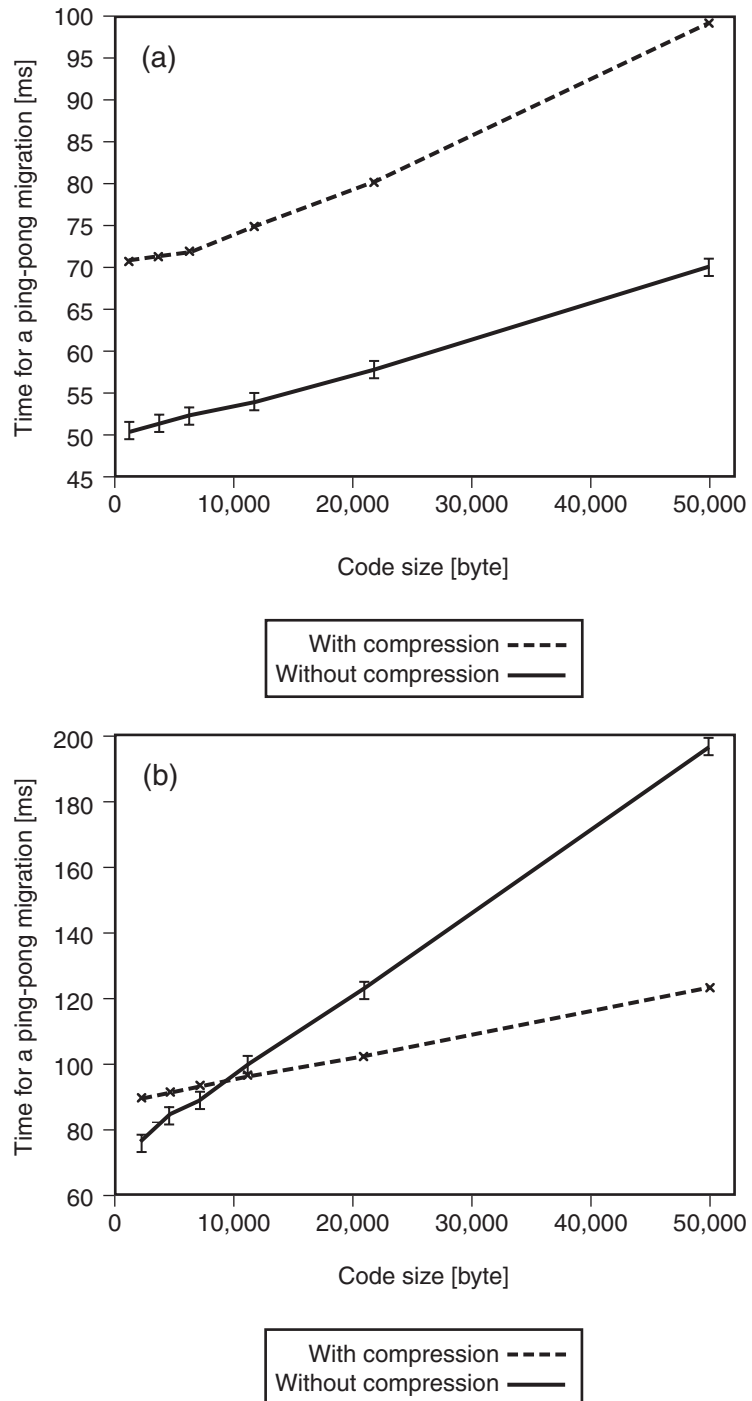 (a)
Time for a ping-pong migration [ms]
100
95
90
85
80
75
70
65
60
55
50
45
0 10,000 20,000 30,000 40,000 50,000
Code size [byte]
With compression
Without compression
(b)
Time for a ping-pong migration [ms]
200
180
160
140
120
100
80
60
0 10,000 20,000 30,000 40,000 50,000
Code size [byte]
With compression
Without compression